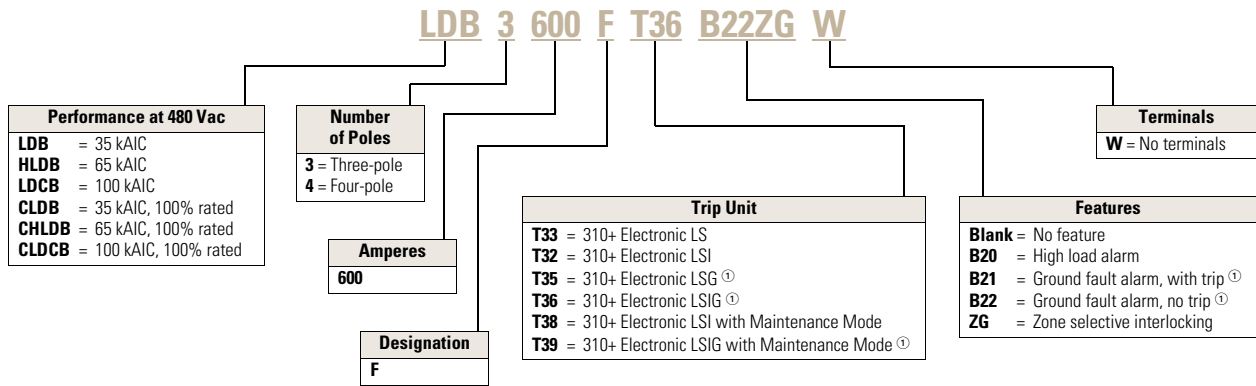 LDB 3 600 F T36 B22ZG W
Performance at 480 Vac
LDB = 35 kAIC
HLDB = 65 kAIC
LDCB = 100 kAIC
CLDB = 35 kAIC, 100% rated
CHLDB = 65 kAIC, 100% rated
CLDCB = 100 kAIC, 100% rated
Number
of Poles
3 = Three-pole
4 = Four-pole
Amperes
600
Designation
F
Trip Unit
T33 = 310+ Electronic LS
T32 = 310+ Electronic LSI
T35 = 310+ Electronic LSG ①
T36 = 310+ Electronic LSIG ①
T38 = 310+ Electronic LSI with Maintenance Mode
T39 = 310+ Electronic LSIG with Maintenance Mode ①
Features
Blank = No feature
B20 = High load alarm
B21 = Ground fault alarm, with trip ①
B22 = Ground fault alarm, no trip ①
ZG = Zone selective interlocking
Terminals
W = No terminals